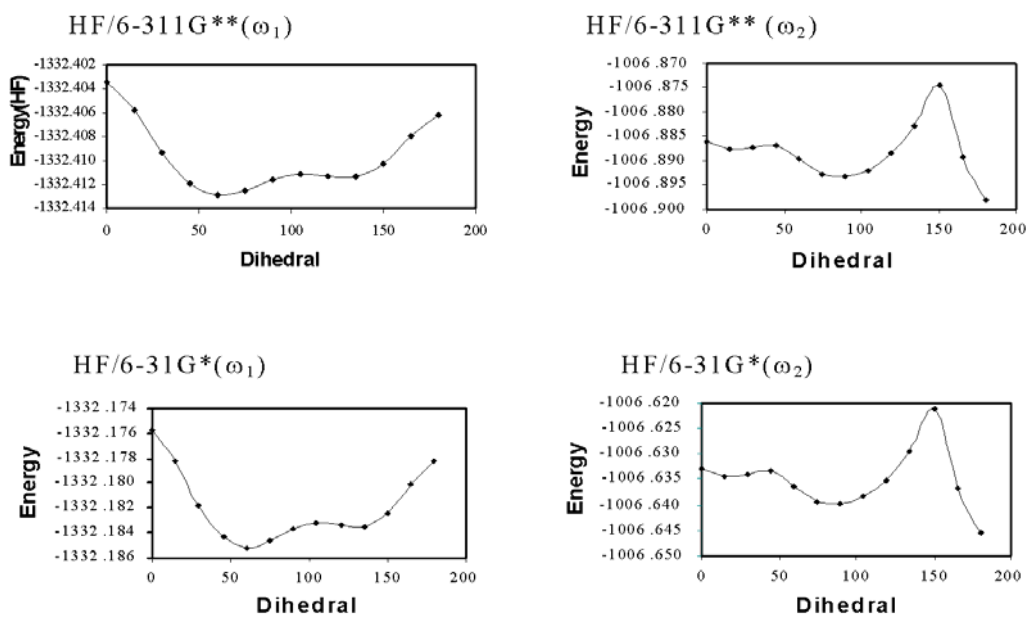 HF/6-311G**(ω₁)
-1332.402
-1332.404
-1332.406
-1332.408
-1332.410
-1332.412
-1332.414
Energy(HF)
0 50 100 150 200
Dihedral
HF/6-311G** (ω₂)
-1006 .870
-1006 .875
-1006 .880
-1006 .885
-1006 .890
-1006 .895
-1006 .900
Energy
0 50 100 150 200
Dihedral
HF/6-31G*(ω₁)
-1332 .174
-1332 .176
-1332 .178
-1332 .180
-1332 .182
-1332 .184
-1332 .186
Energy
0 50 100 150 200
Dihedral
HF/6-31G*(ω₂)
-1006 .620
-1006 .625
-1006 .630
-1006 .635
-1006 .640
-1006 .645
-1006 .650
Energy
0 50 100 150 200
Dihedral